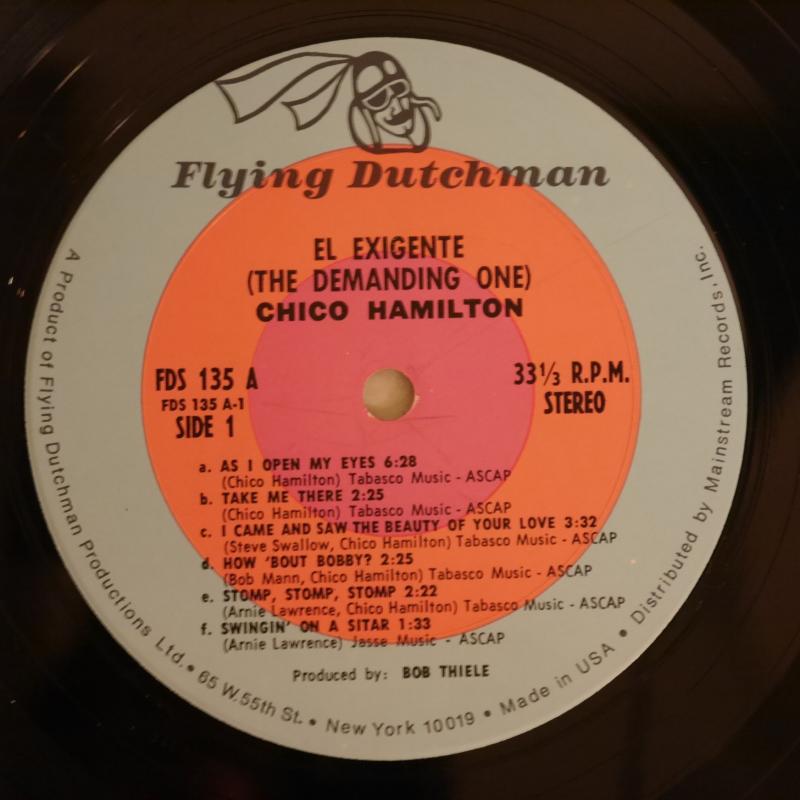 Flying Dutchman
EL EXIGENTE
(THE DEMANDING ONE)
CHICO HAMILTON
FDS 135 A
FDS 135 A-1
SIDE 1
33 1/3 R.P.M.
STEREO
a. AS I OPEN MY EYES 6:28
(Chico Hamilton) Tabasco Music - ASCAP
b. TAKE ME THERE 2:25
(Chico Hamilton) Tabasco Music - ASCAP
c. I CAME AND SAW THE BEAUTY OF YOUR LOVE 3:32
(Steve Swallow, Chico Hamilton) Tabasco Music - ASCAP
d. HOW 'BOUT BOBBY? 2:25
(Bob Mann, Chico Hamilton) Tabasco Music - ASCAP
e. STOMP, STOMP, STOMP 2:22
(Arnie Lawrence, Chico Hamilton) Tabasco Music - ASCAP
f. SWINGIN' ON A SITAR 1:33
(Arnie Lawrence) Jasse Music - ASCAP
Produced by: BOB THIELE
A Product of Flying Dutchman Productions Ltd. • 65 W. 55th St. • New York 10019 • Made in USA • Distributed by Mainstream Records, Inc.